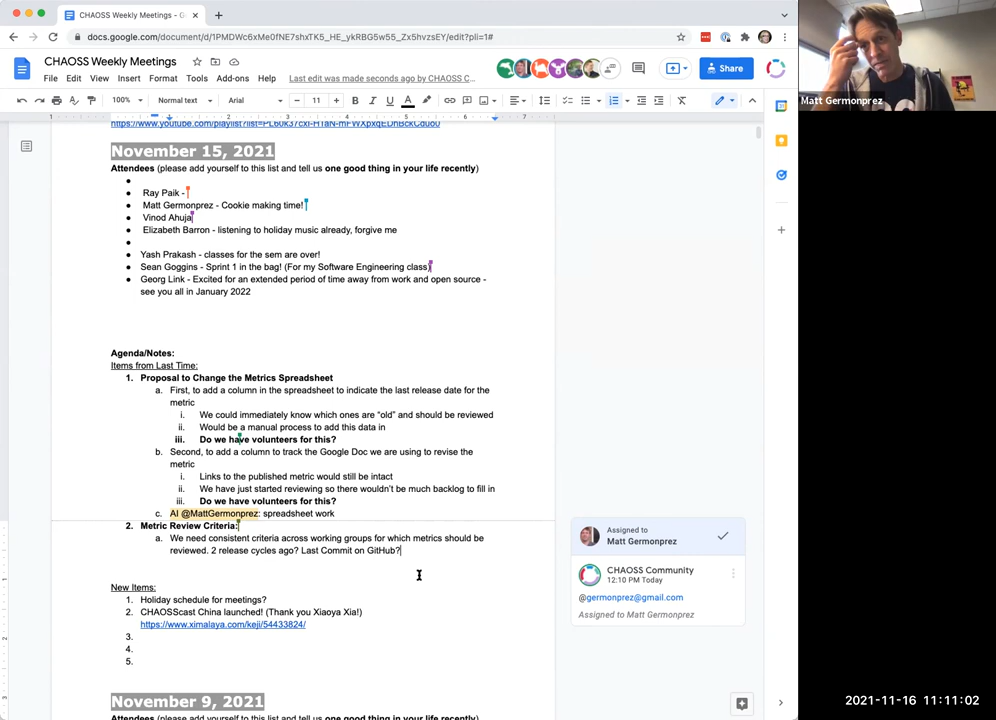 CHAOSS Weekly Meetings - Goo
docs.google.com/document/d/1PMDWc6xMe0fNE7shxTK5_HE_ykRBG5w55_Zx5hvzsEY/edit?pli=1#
CHAOSS Weekly Meetings
File Edit View Insert Format Tools Add-ons Help Last edit was made seconds ago by CHAOSS C...
Share
100% Normal text Arial 11
Matt Germonprez
November 15, 2021
Attendees (please add yourself to this list and tell us one good thing in your life recently)
Ray Paik -
Matt Germonprez - Cookie making time!
Vinod Ahuja
Elizabeth Barron - listening to holiday music already, forgive me
Yash Prakash - classes for the sem are over!
Sean Goggins - Sprint 1 in the bag! (For my Software Engineering class)
Georg Link - Excited for an extended period of time away from work and open source -
see you all in January 2022
Agenda/Notes:
Items from Last Time:
1. Proposal to Change the Metrics Spreadsheet
a. First, to add a column in the spreadsheet to indicate the last release date for the
metric
i. We could immediately know which ones are “old” and should be reviewed
ii. Would be a manual process to add this data in
iii. Do we have volunteers for this?
b. Second, to add a column to track the Google Doc we are using to revise the
metric
i. Links to the published metric would still be intact
ii. We have just started reviewing so there wouldn't be much backlog to fill in
iii. Do we have volunteers for this?
c. AI @MattGermonprez: spreadsheet work
2. Metric Review Criteria:
a. We need consistent criteria across working groups for which metrics should be
reviewed. 2 release cycles ago? Last Commit on GitHub?
Assigned to
Matt Germonprez
CHAOSS Community
12:10 PM Today
@germonprez@gmail.com
Assigned to Matt Germonprez
New Items:
1. Holiday schedule for meetings?
2. CHAOSScast China launched! (Thank you Xiaoya Xia!)
https://www.ximalaya.com/keji/54433824/
3.
4.
5.
November 9, 2021
Attendees (please add yourself to this list and tell us one good thing in your life recently)
2021-11-16 11:11:02